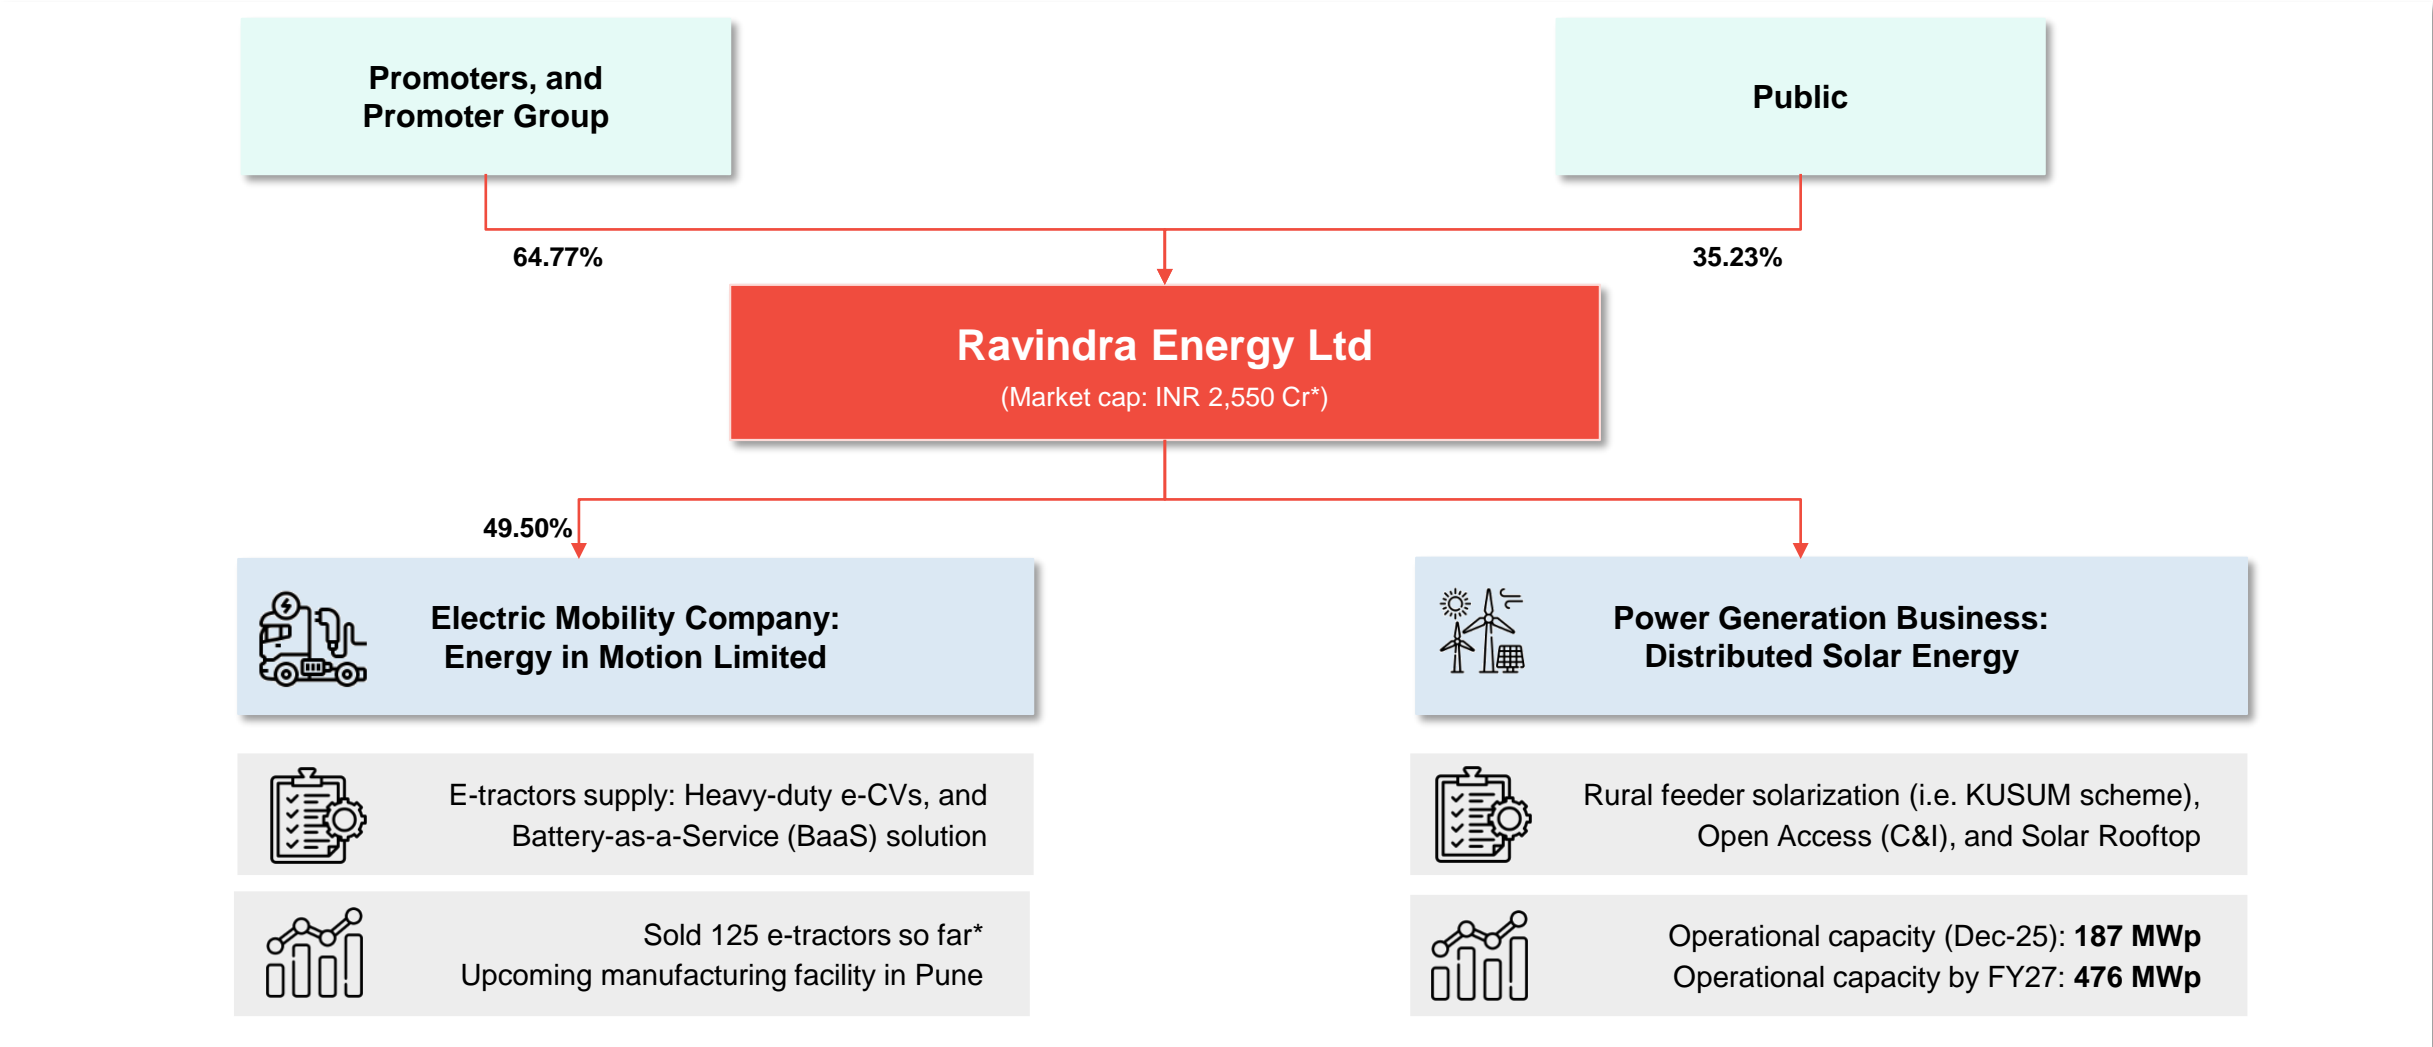 Promoters, and
Promoter Group
Public
64.77%
35.23%
Ravindra Energy Ltd
(Market cap: INR 2,550 Cr*)
49.50%
Electric Mobility Company:
Energy in Motion Limited
Power Generation Business:
Distributed Solar Energy
E-tractors supply: Heavy-duty e-CVs, and
Battery-as-a-Service (BaaS) solution
Rural feeder solarization (i.e. KUSUM scheme),
Open Access (C&I), and Solar Rooftop
Sold 125 e-tractors so far*
Upcoming manufacturing facility in Pune
Operational capacity (Dec-25): 187 MWp
Operational capacity by FY27: 476 MWp